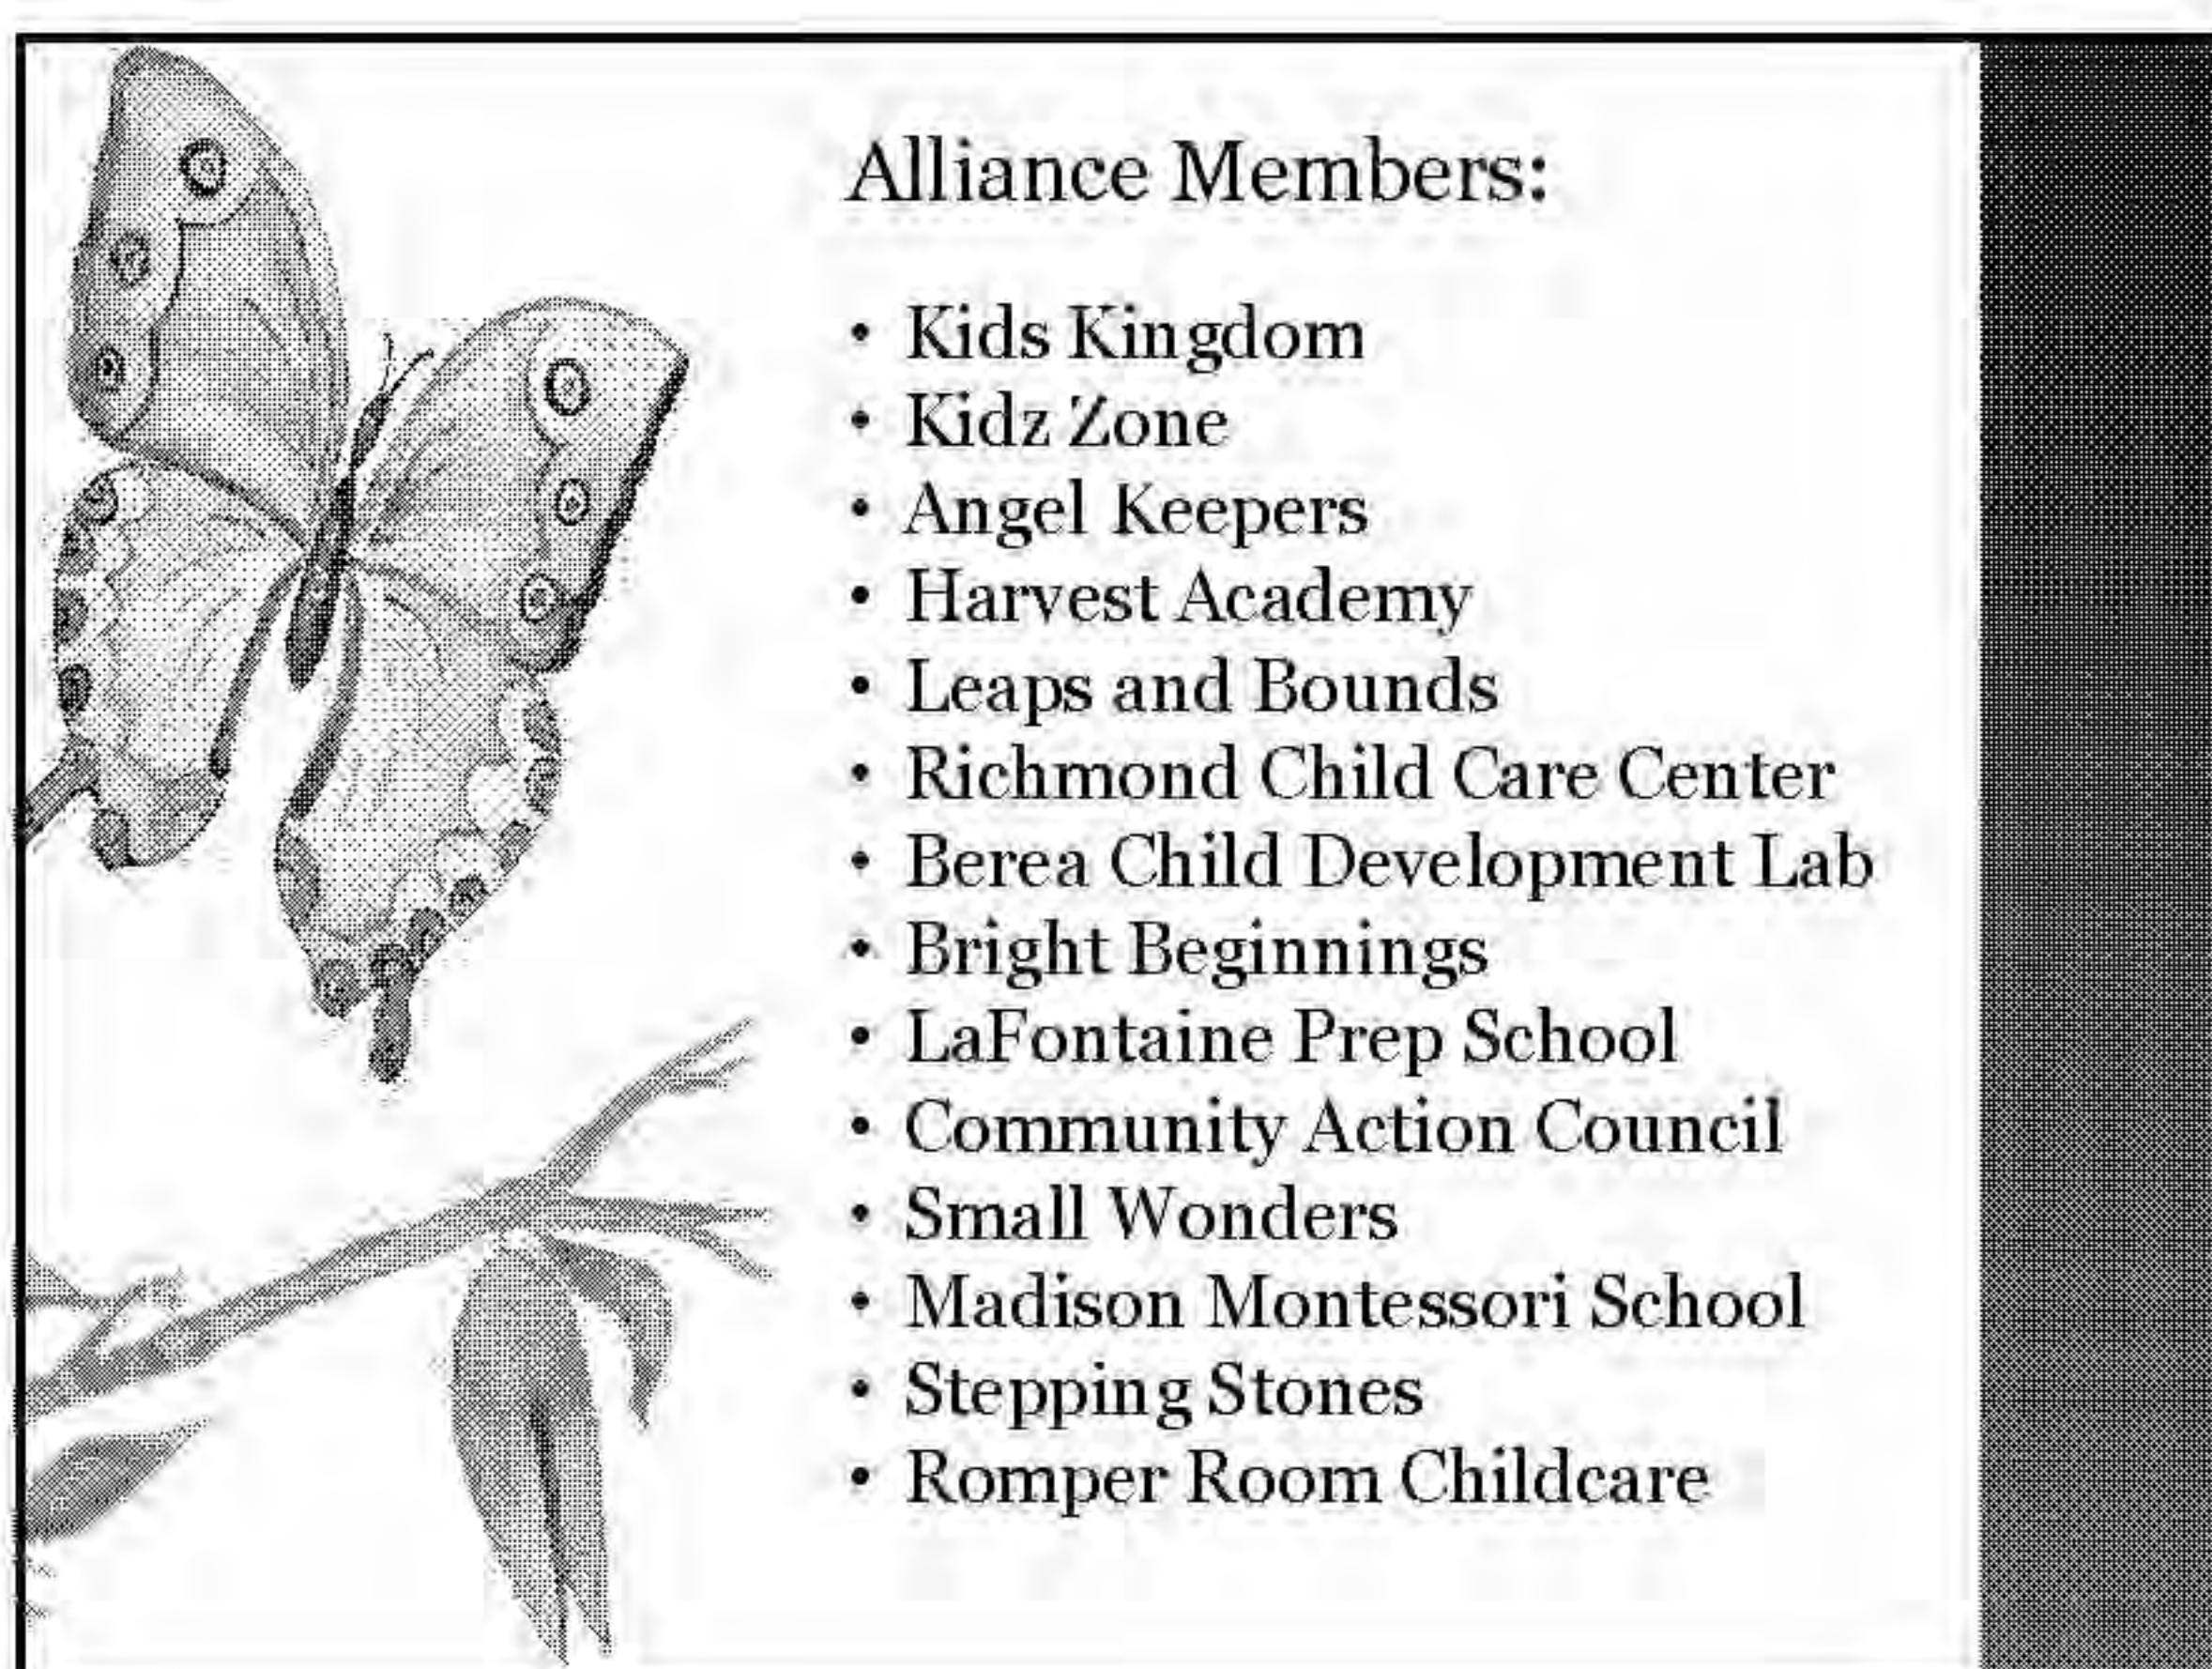 Alliance Members:
• Kids Kingdom
• Kidz Zone
• Angel Keepers
• Harvest Academy
• Leaps and Bounds
• Richmond Child Care Center
• Berea Child Development Lab
• Bright Beginnings
• LaFontaine Prep School
• Community Action Council
• Small Wonders
• Madison Montessori School
• Stepping Stones
• Romper Room Childcare